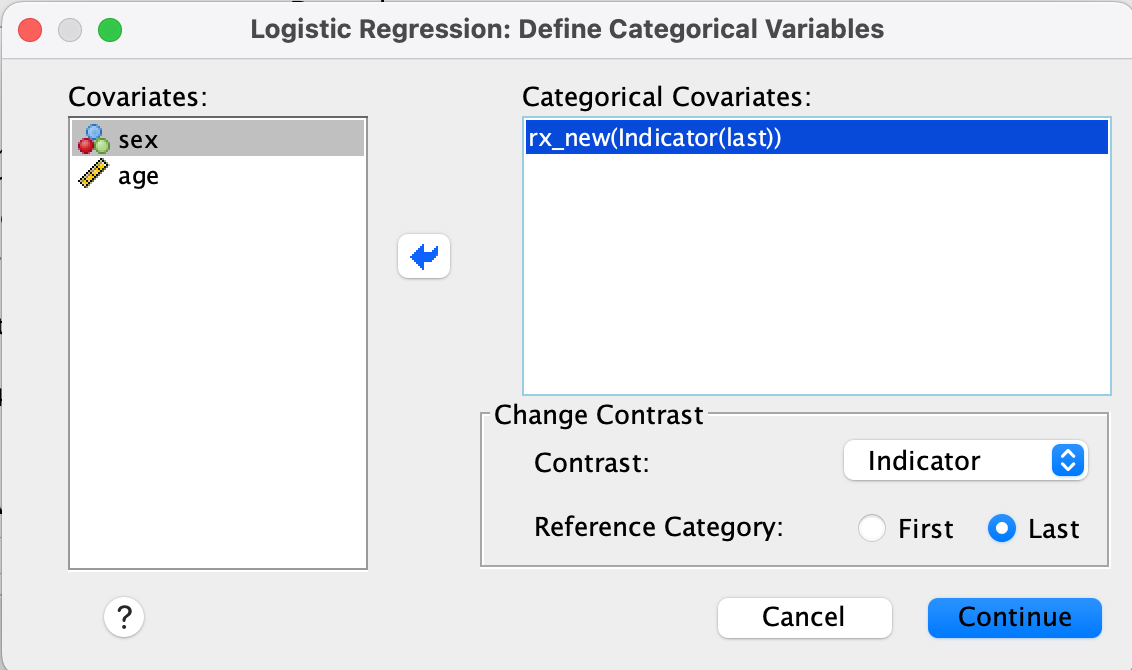 Logistic Regression: Define Categorical Variables
Covariates:
sex
age
Categorical Covariates:
rx_new(Indicator(last))
Change Contrast
Contrast:
Indicator
Reference Category:
First
Last
?
Cancel
Continue